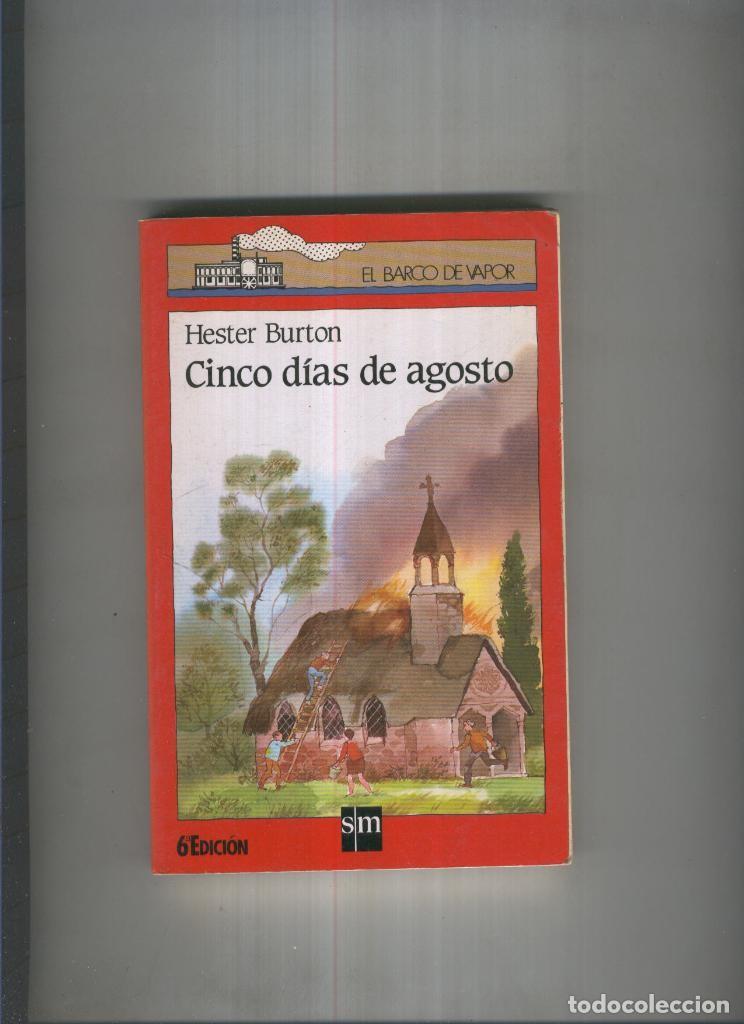 EL BARCO DE VAPOR
Hester Burton
Cinco días de agosto
sm
6ª EDICIÓN
todocoleccion